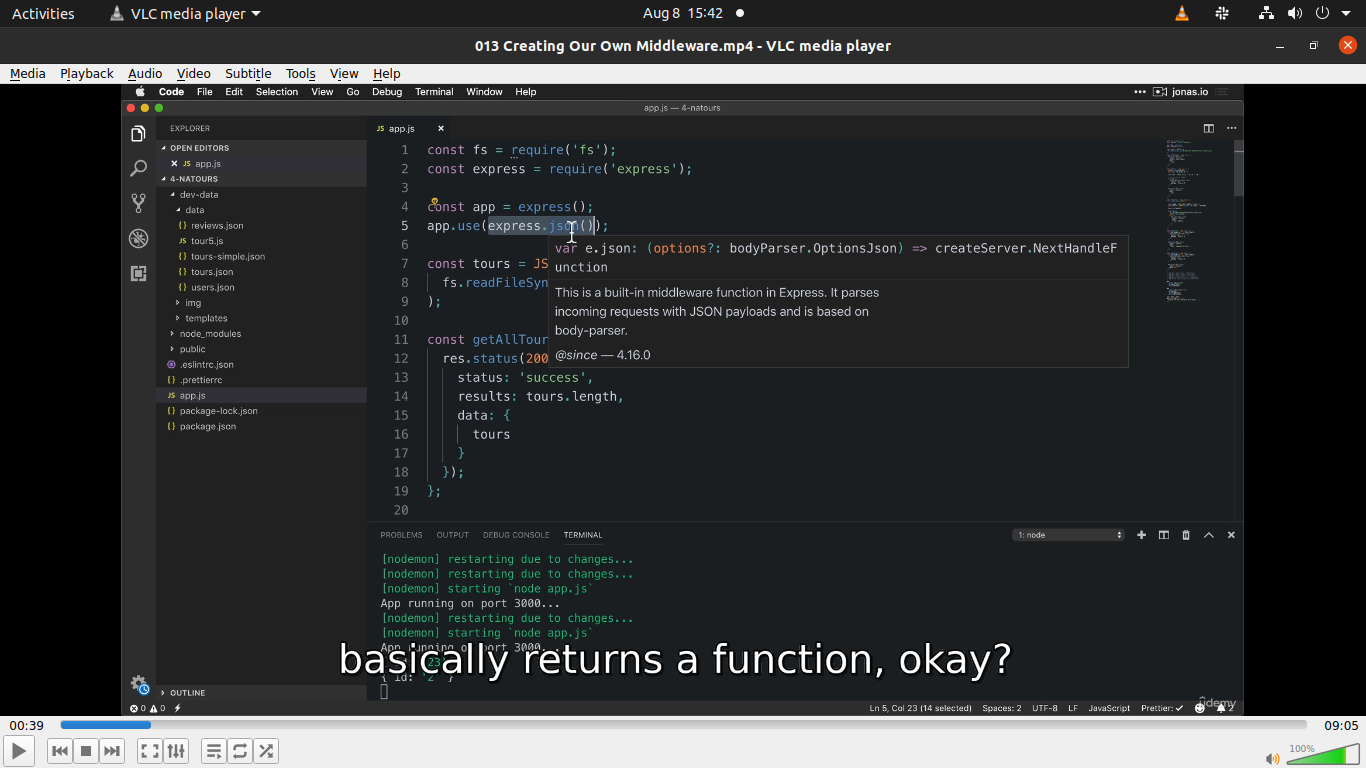 Activities VLC media player Aug 8 15:42
013 Creating Our Own Middleware.mp4 - VLC media player
Media Playback Audio Video Subtitle Tools View Help
Code File Edit Selection View Go Debug Terminal Window Help jonas.io
app.js — 4-natours
EXPLORER
OPEN EDITORS
JS app.js
4-NATOURS
dev-data
data
{} reviews.json
JS tour5.js
{} tours-simple.json
{} tours.json
{} users.json
img
templates
node_modules
public
.eslintrc.json
{} .prettierrc
JS app.js
{} package-lock.json
{} package.json
OUTLINE
JS app.js
1 const fs = require('fs');
2 const express = require('express');
3
4 const app = express();
5 app.use(express.json());
6
7 const tours = JS
8 fs.readFileSyn
9 );
10
11 const getAllTour
12 res.status(200
13 status: 'success',
14 results: tours.length,
15 data: {
16 tours
17 }
18 });
19 };
20
var e.json: (options?: bodyParser.OptionsJson) => createServer.NextHandleF
unction
This is a built-in middleware function in Express. It parses
incoming requests with JSON payloads and is based on
body-parser.
@since — 4.16.0
PROBLEMS OUTPUT DEBUG CONSOLE TERMINAL 1: node
[nodemon] restarting due to changes...
[nodemon] restarting due to changes...
[nodemon] starting `node app.js`
App running on port 3000...
[nodemon] restarting due to changes...
[nodemon] starting `node app.js`
App running on port 3000...
basically returns a function, okay?
0 0 Ln 5, Col 23 (14 selected) Spaces: 2 UTF-8 LF JavaScript Prettier: ✓ 2
ûdemy
00:39 09:05
100%